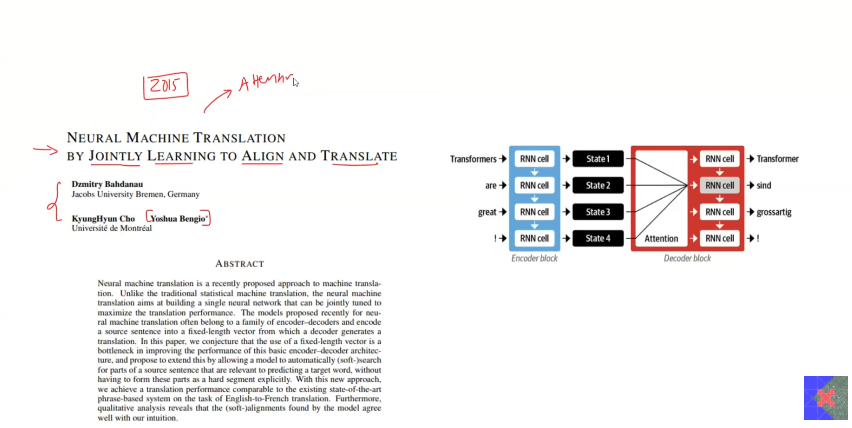 2015
NEURAL MACHINE TRANSLATION
BY JOINTLY LEARNING TO ALIGN AND TRANSLATE
Dzmitry Bahdanau
Jacobs University Bremen, Germany
KyungHyun Cho Yoshua Bengio*
Université de Montréal
ABSTRACT
Neural machine translation is a recently proposed approach to machine transla-
tion. Unlike the traditional statistical machine translation, the neural machine
translation aims at building a single neural network that can be jointly tuned to
maximize the translation performance. The models proposed recently for neu-
ral machine translation often belong to a family of encoder–decoders and encode
a source sentence into a fixed-length vector from which a decoder generates a
translation. In this paper, we conjecture that the use of a fixed-length vector is a
bottleneck in improving the performance of this basic encoder–decoder architec-
ture, and propose to extend this by allowing a model to automatically (soft-)search
for parts of a source sentence that are relevant to predicting a target word, without
having to form these parts as a hard segment explicitly. With this new approach,
we achieve a translation performance comparable to the existing state-of-the-art
phrase-based system on the task of English-to-French translation. Furthermore,
qualitative analysis reveals that the (soft-)alignments found by the model agree
well with our intuition.
Transformers RNN cell State 1 RNN cell Transformer
are RNN cell State 2 RNN cell sind
great RNN cell State 3 RNN cell grossartig
! RNN cell State 4 Attention RNN cell !
Encoder block Decoder block